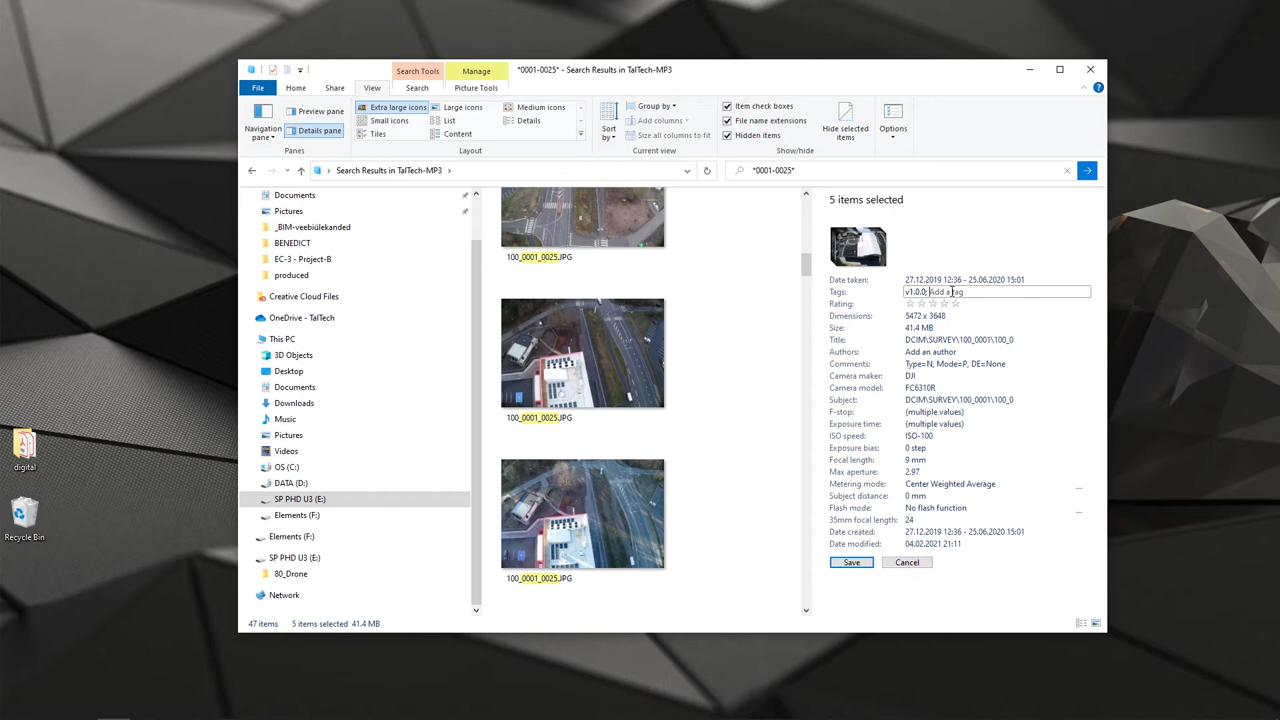 Search Tools
Manage
*0001-0025* - Search Results in TalTech-MP3
File
Home
Share
View
Search
Picture Tools
Navigation pane
Preview pane
Details pane
Panes
Extra large icons
Large icons
Medium icons
Small icons
List
Details
Tiles
Content
Layout
Sort by
Group by
Add columns
Size all columns to fit
Current view
Item check boxes
File name extensions
Hidden items
Hide selected items
Show/hide
Options
Search Results in TalTech-MP3
*0001-0025*
Documents
Pictures
_BIM-veebiülekanded
BENEDICT
EC-3 - Project-B
produced
Creative Cloud Files
OneDrive - TalTech
This PC
3D Objects
Desktop
Documents
Downloads
Music
Pictures
Videos
OS (C:)
DATA (D:)
SP PHD U3 (E:)
Elements (F:)
Elements (F:)
SP PHD U3 (E:)
80_Drone
Network
100_0001_0025.JPG
100_0001_0025.JPG
100_0001_0025.JPG
5 items selected
Date taken: 27.12.2019 12:36 - 25.06.2020 15:01
Tags: v1.0.0; Add a tag
Rating: ☆ ☆ ☆ ☆ ☆
Dimensions: 5472 x 3648
Size: 41.4 MB
Title: DCIM\SURVEY\100_0001\100_0
Authors: Add an author
Comments: Type=N, Mode=P, DE=None
Camera maker: DJI
Camera model: FC6310R
Subject: DCIM\SURVEY\100_0001\100_0
F-stop: (multiple values)
Exposure time: (multiple values)
ISO speed: ISO-100
Exposure bias: 0 step
Focal length: 9 mm
Max aperture: 2.97
Metering mode: Center Weighted Average
Subject distance: 0 mm
Flash mode: No flash function
35mm focal length: 24
Date created: 27.12.2019 12:36 - 25.06.2020 15:01
Date modified: 04.02.2021 21:11
Save
Cancel
47 items
5 items selected 41.4 MB
digital
Recycle Bin